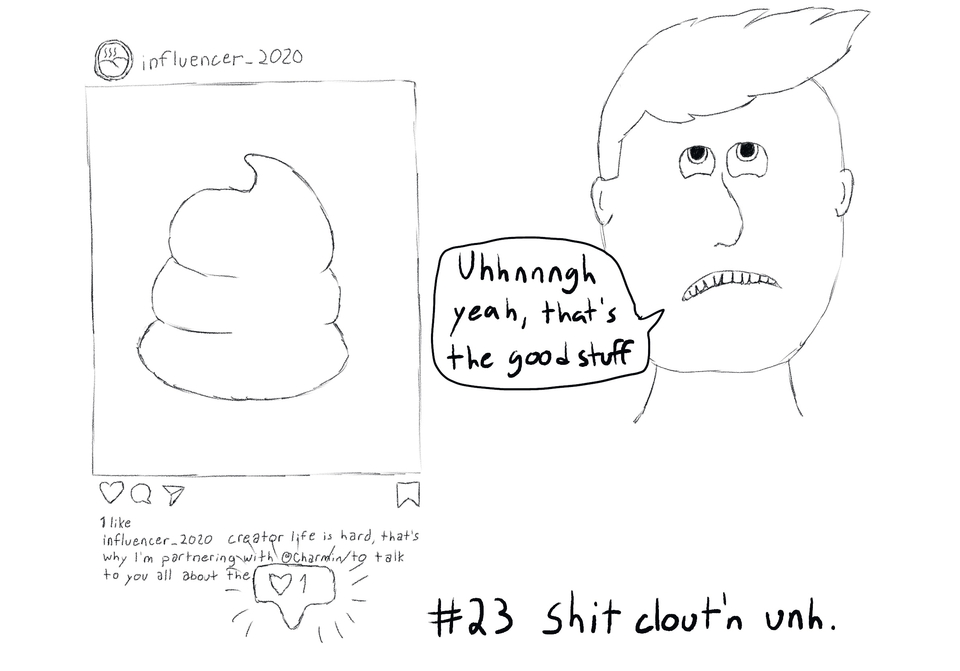 influencer_2020
Uhhnnngh
yeah, that's
the good stuff
1 like
influencer_2020 creator life is hard, that's
why I'm partnering with @Charmin to talk
to you all about the
1
#23 shit clout'n unh.